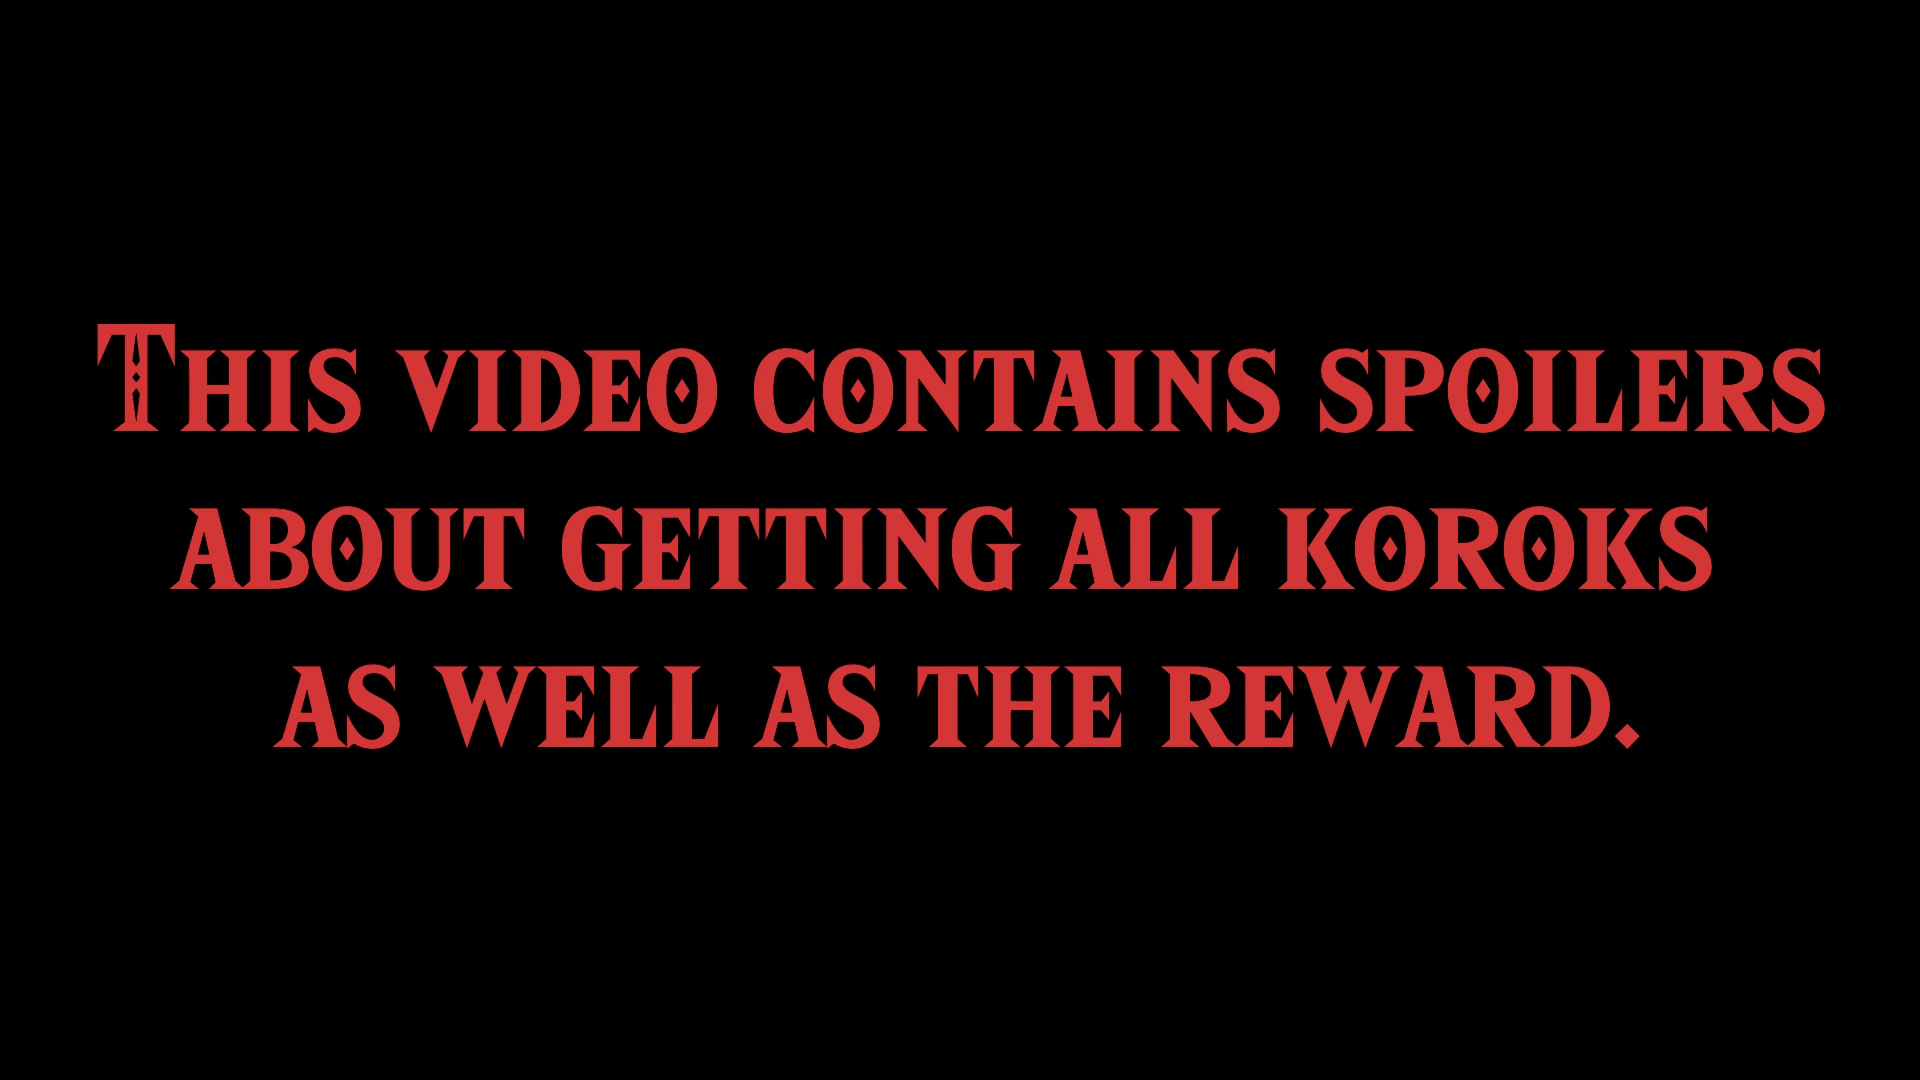 This video contains spoilers
about getting all koroks
as well as the reward.